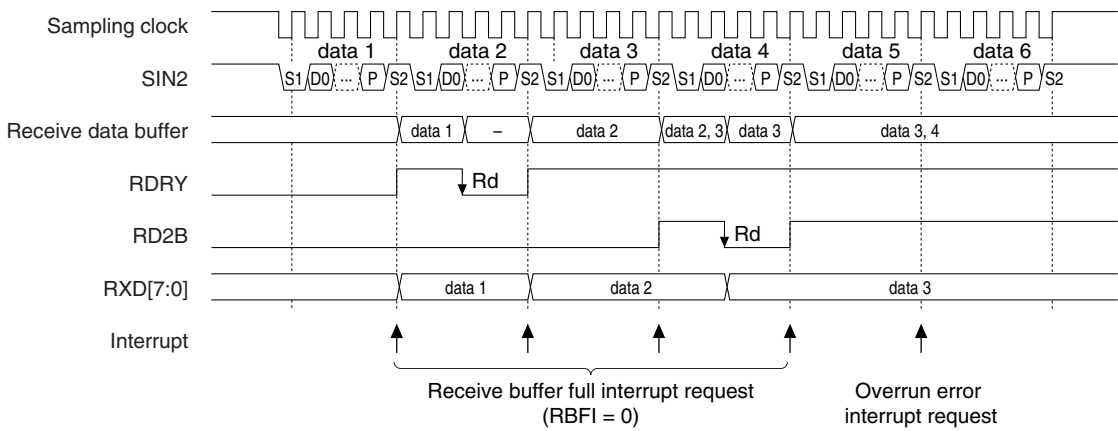 Sampling clock
data 1 data 2 data 3 data 4 data 5 data 6
SIN2 S1 D0 ... P S2 S1 D0 ... P S2 S1 D0 ... P S2 S1 D0 ... P S2 S1 D0 ... P S2 S1 D0 ... P S2
Receive data buffer data 1 – data 2 data 2, 3 data 3 data 3, 4
RDRY Rd
RD2B Rd
RXD[7:0] data 1 data 2 data 3
Interrupt
Receive buffer full interrupt request
(RBFI = 0)
Overrun error
interrupt request